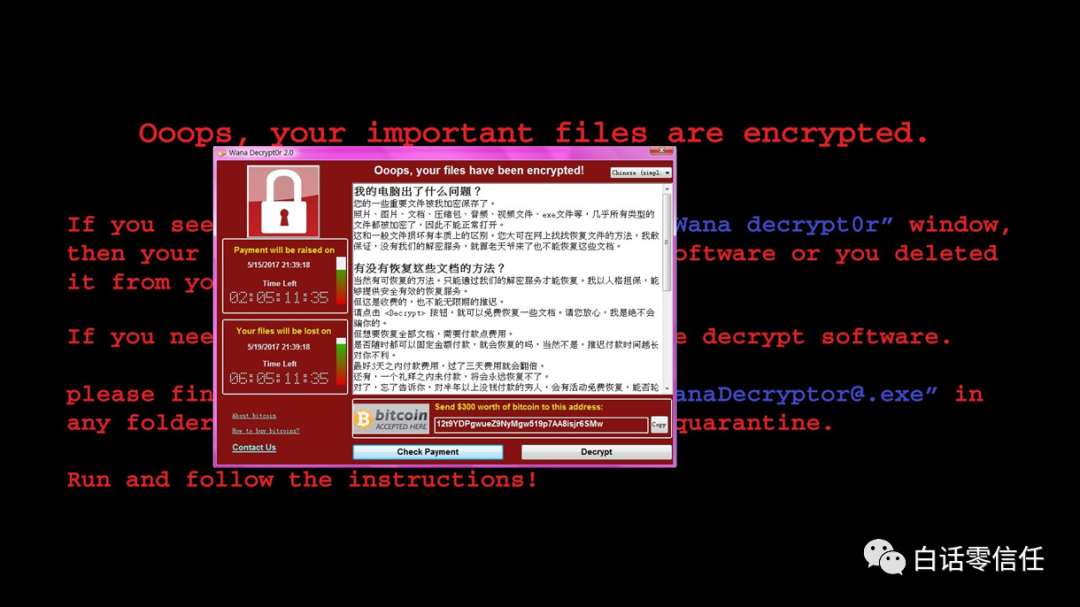 Ooops, your important files are encrypted.
Wana Decrypt0r 2.0
Ooops, your files have been encrypted!
Chinese (simpl:
Payment will be raised on
5/15/2017 21:39:18
Time Left
02:05:11:35
Your files will be lost on
5/19/2017 21:39:18
Time Left
06:05:11:35
About bitcoin
How to buy bitcoins?
Contact Us
我的电脑出了什么问题？
您的一些重要文件被我加密保存了。
照片、图片、文档、压缩包、音频、视频文件、exe文件等，几乎所有类型的
文件都被加密了，因此不能正常打开。
这和一般文件损坏有本质上的区别。您大可在网上找找恢复文件的方法，我敢
保证，没有我们的解密服务，就算老天爷来了也不能恢复这些文档。
有没有恢复这些文档的方法？
当然有可恢复的方法。只能通过我们的解密服务才能恢复。我以人格担保，能
够提供安全有效的恢复服务。
但这是收费的，也不能无限期的推迟。
请点击 <Decrypt> 按钮，就可以免费恢复一些文档。请您放心，我是绝不会
骗你的。
但想要恢复全部文档，需要付款点费用。
是否随时都可以固定金额付款，就会恢复的吗，当然不是，推迟付款时间越长
对你不利。
最好3天之内付款费用，过了三天费用就会翻倍。
还有，一个礼拜之内未付款，将会永远恢复不了。
对了，忘了告诉你，对半年以上没钱付款的穷人，会有活动免费恢复，能否轮
bitcoin
ACCEPTED HERE
Send $300 worth of bitcoin to this address:
12t9YDPgwueZ9NyMgw519p7AA8isjr6SMw
Copy
Check Payment
Decrypt
If you see Wana decrypt0r” window,
then your oftware or you deleted
it from yo
If you nee e decrypt software.
please fin anaDecryptor@.exe” in
any folder quarantine.
Run and follow the instructions!
白话零信任